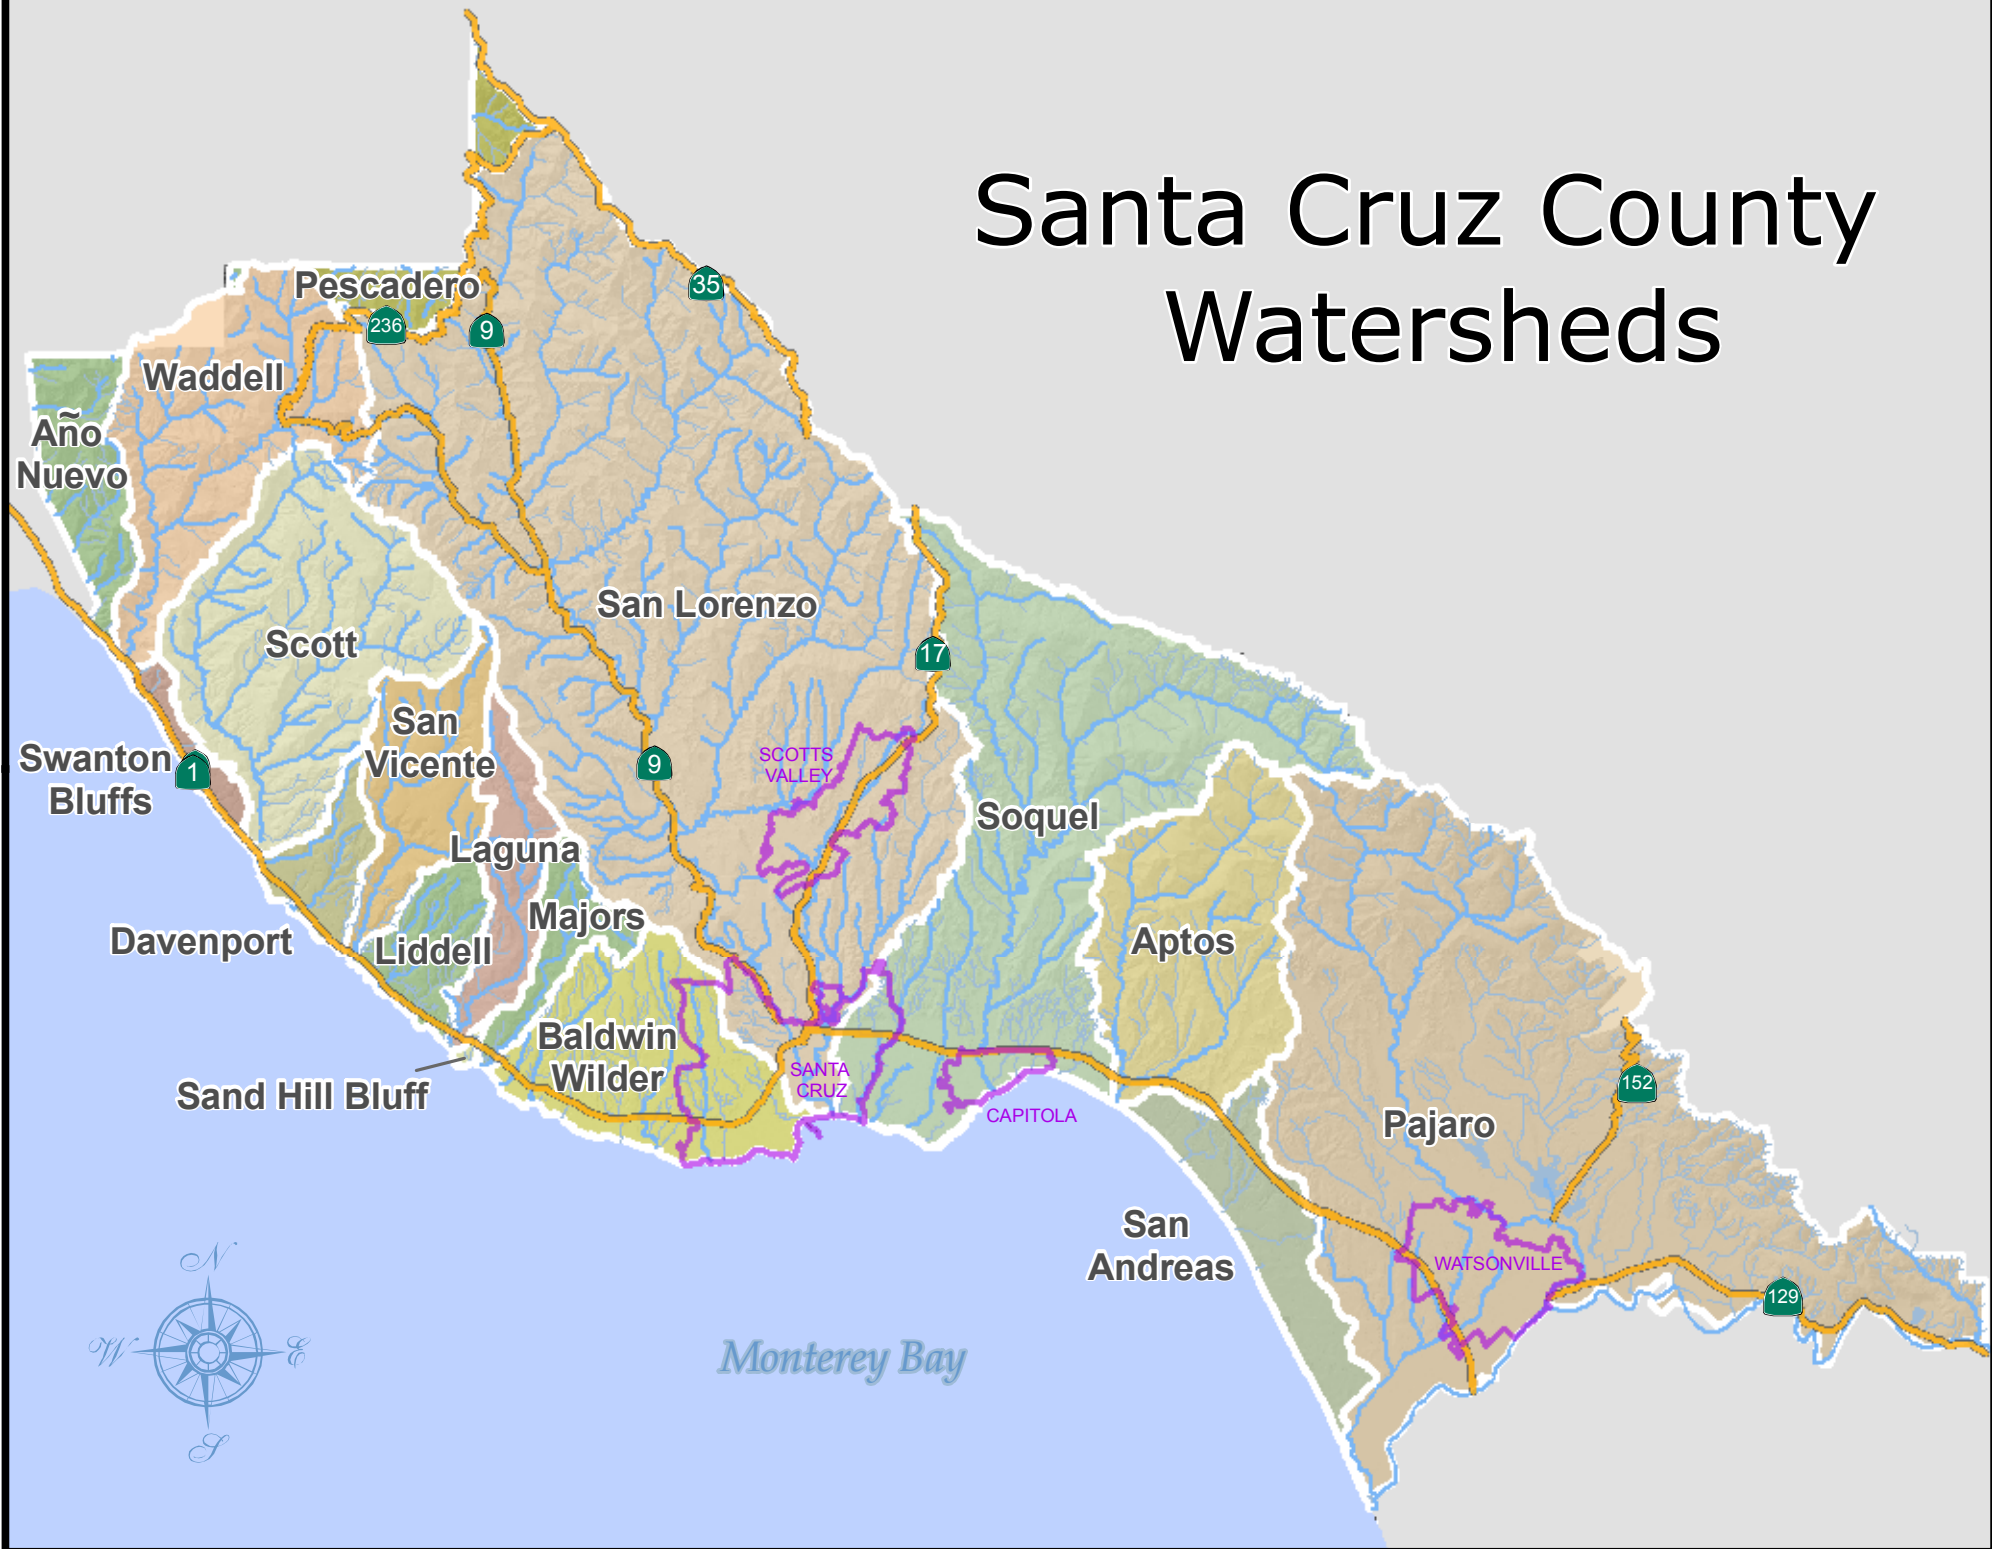 Santa Cruz County
Watersheds
Pescadero
35
236
9
Waddell
Año
Nuevo
San Lorenzo
Scott
17
San
Vicente
Swanton
Bluffs
1
9
SCOTTS
VALLEY
Soquel
Laguna
Majors
Davenport
Liddell
Aptos
Baldwin
Wilder
Sand Hill Bluff
SANTA
CRUZ
CAPITOLA
152
Pajaro
San
Andreas
WATSONVILLE
129
Monterey Bay
N
W
E
S